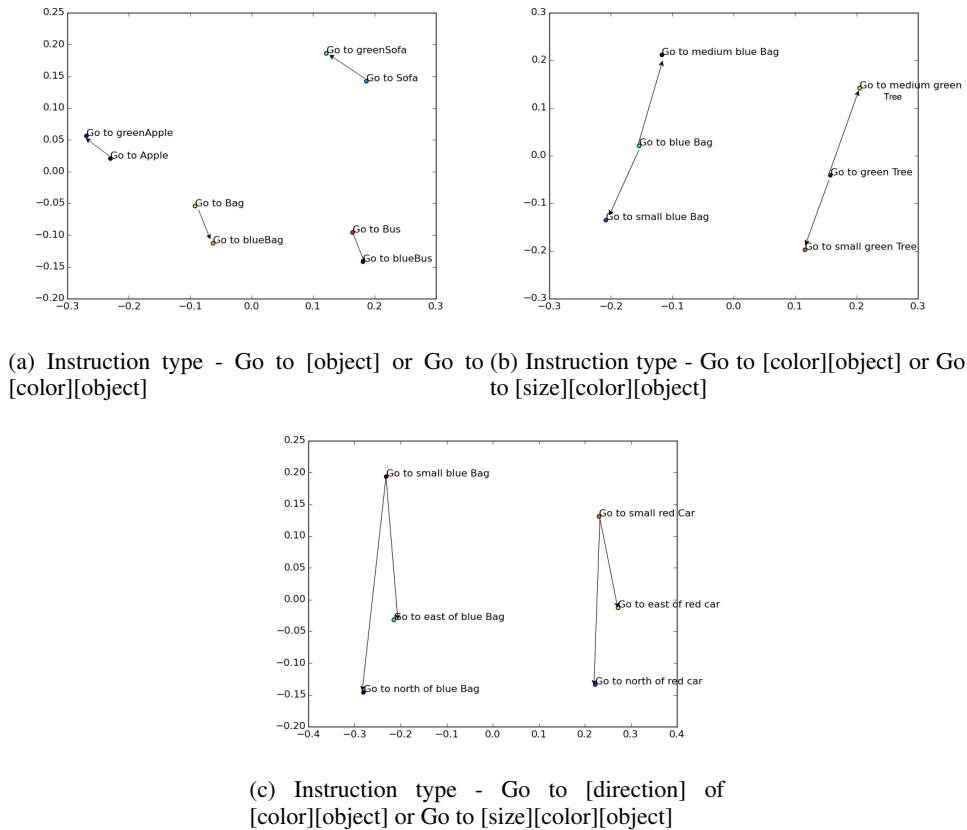 0.25
0.20
0.15
0.10
0.05
0.00
−0.05
−0.10
−0.15
−0.20
−0.3 −0.2 −0.1 0.0 0.1 0.2 0.3
Go to greenSofa
Go to Sofa
Go to greenApple
Go to Apple
Go to Bag
Go to blueBag
Go to Bus
Go to blueBus
0.3
0.2
0.1
0.0
−0.1
−0.2
−0.3
−0.3 −0.2 −0.1 0.0 0.1 0.2 0.3
Go to medium blue Bag
Go to medium green
Tree
Go to blue Bag
Go to green Tree
Go to small blue Bag
Go to small green Tree
(a) Instruction type - Go to [object] or Go to
[color][object]
(b) Instruction type - Go to [color][object] or Go
to [size][color][object]
0.25
0.20
0.15
0.10
0.05
0.00
−0.05
−0.10
−0.15
−0.20
−0.4 −0.3 −0.2 −0.1 0.0 0.1 0.2 0.3 0.4
Go to small blue Bag
Go to small red Car
Go to east of blue Bag
Go to east of red car
Go to north of blue Bag
Go to north of red car
(c) Instruction type - Go to [direction] of
[color][object] or Go to [size][color][object]